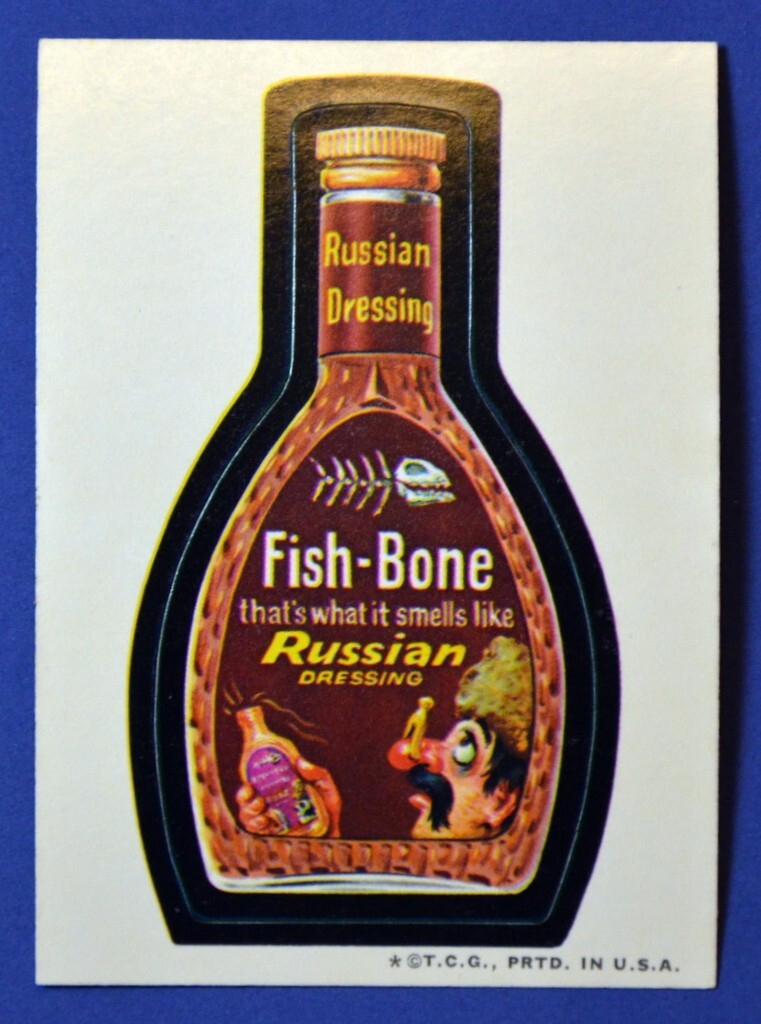 Russian
Dressing
Fish-Bone
that's what it smells like
Russian
DRESSING
*©T.C.G., PRTD. IN U.S.A.